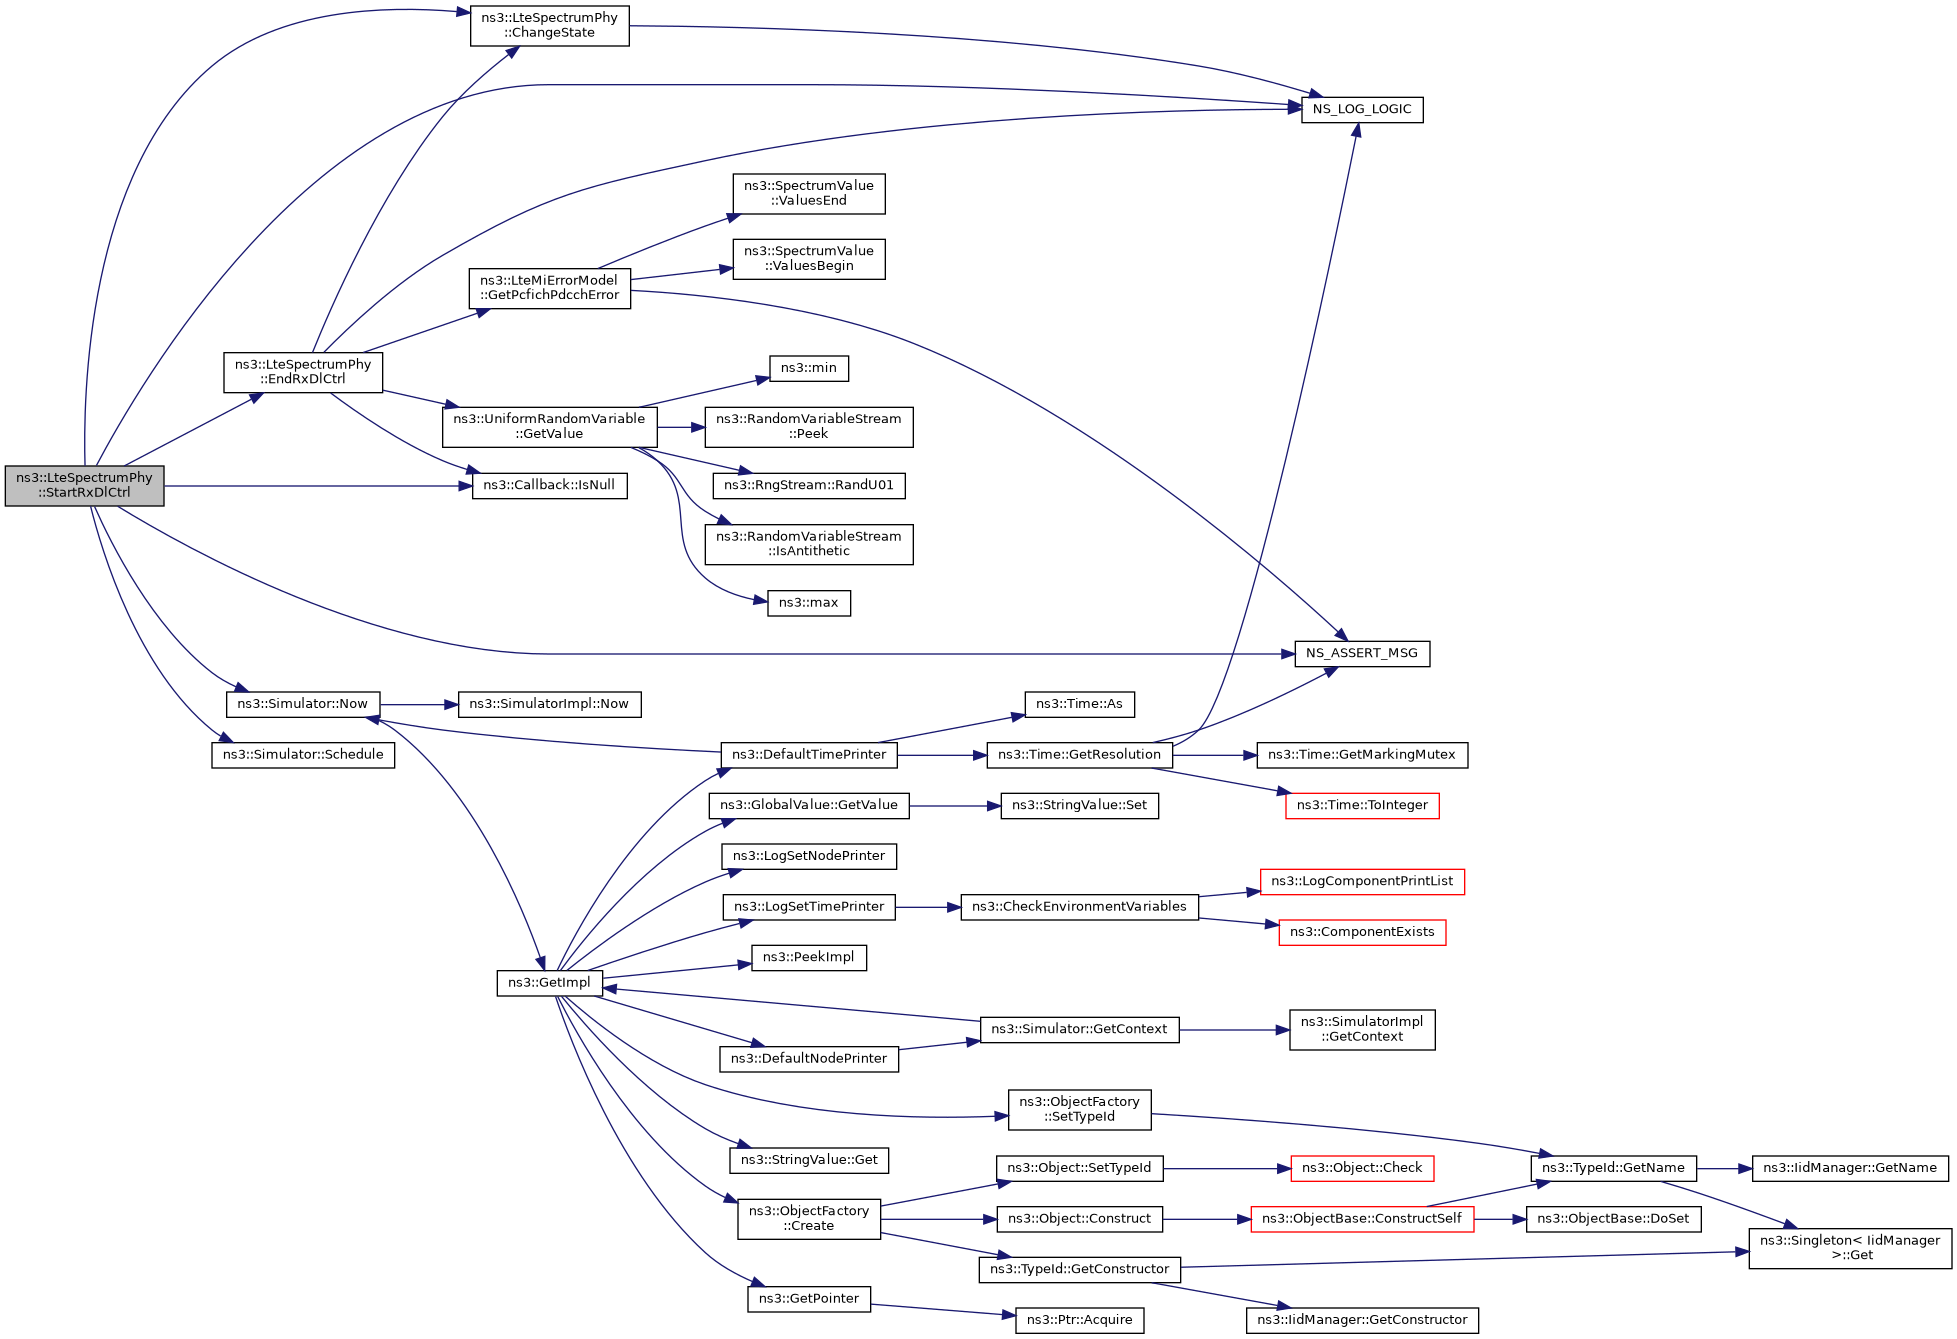 ns3::LteSpectrumPhy
::ChangeState
NS_LOG_LOGIC
ns3::SpectrumValue
::ValuesEnd
ns3::SpectrumValue
::ValuesBegin
ns3::LteMiErrorModel
::GetPcfichPdcchError
ns3::LteSpectrumPhy
::EndRxDlCtrl
ns3::min
ns3::UniformRandomVariable
::GetValue
ns3::RandomVariableStream
::Peek
ns3::LteSpectrumPhy
::StartRxDlCtrl
ns3::Callback::IsNull
ns3::RngStream::RandU01
ns3::RandomVariableStream
::IsAntithetic
ns3::max
NS_ASSERT_MSG
ns3::Simulator::Now
ns3::SimulatorImpl::Now
ns3::Time::As
ns3::Simulator::Schedule
ns3::DefaultTimePrinter
ns3::Time::GetResolution
ns3::Time::GetMarkingMutex
ns3::GlobalValue::GetValue
ns3::StringValue::Set
ns3::Time::ToInteger
ns3::LogSetNodePrinter
ns3::LogComponentPrintList
ns3::LogSetTimePrinter
ns3::CheckEnvironmentVariables
ns3::ComponentExists
ns3::PeekImpl
ns3::GetImpl
ns3::Simulator::GetContext
ns3::SimulatorImpl
::GetContext
ns3::DefaultNodePrinter
ns3::ObjectFactory
::SetTypeId
ns3::StringValue::Get
ns3::Object::SetTypeId
ns3::Object::Check
ns3::TypeId::GetName
ns3::IidManager::GetName
ns3::ObjectFactory
::Create
ns3::Object::Construct
ns3::ObjectBase::ConstructSelf
ns3::ObjectBase::DoSet
ns3::Singleton< IidManager
>::Get
ns3::TypeId::GetConstructor
ns3::GetPointer
ns3::Ptr::Acquire
ns3::IidManager::GetConstructor